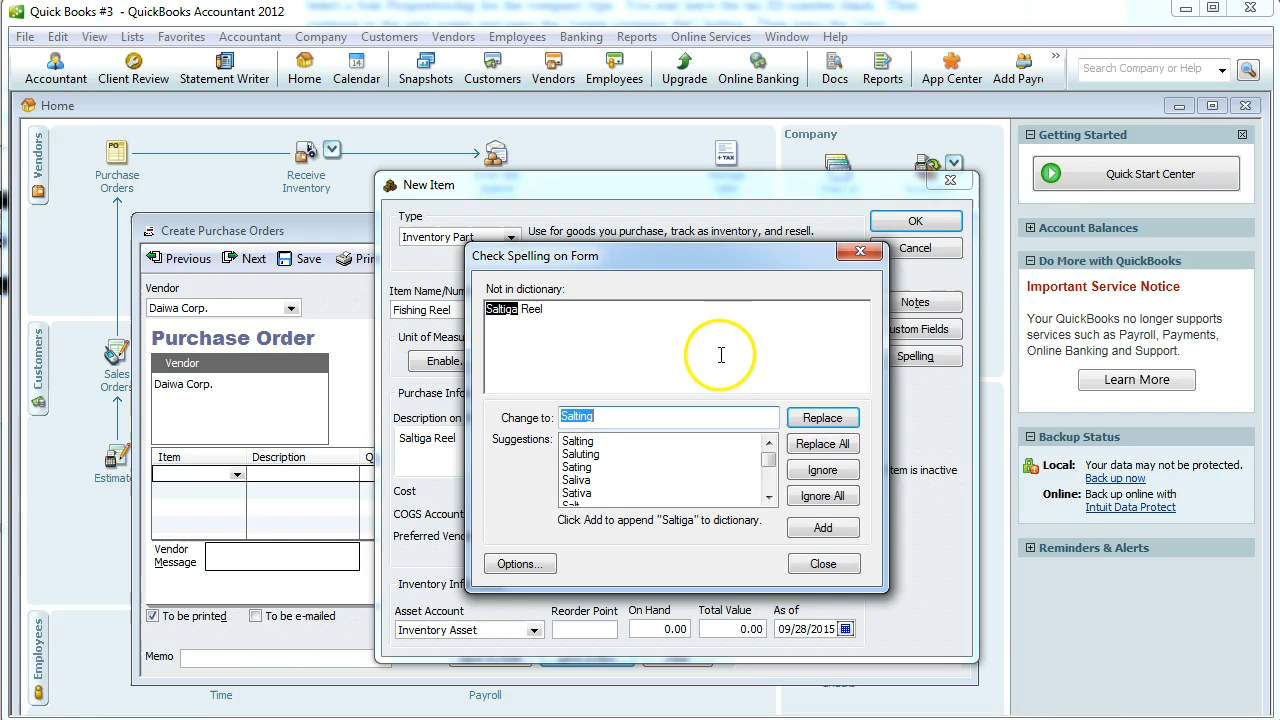 Quick Books #3 - QuickBooks Accountant 2012
File Edit View Lists Favorites Accountant Company Customers Vendors Employees Banking Reports Online Services Window Help
Accountant Client Review Statement Writer Home Calendar Snapshots Customers Vendors Employees Upgrade Online Banking Docs Reports App Center Add Payr
Search Company or Help
Home
Vendors
PO
Purchase
Orders
Receive
Inventory
+ TAX
Company
Customers
Sales
Orders
Estimat
Employees
Time
Payroll
Create Purchase Orders
Previous Next Save Prin
Vendor
Daiwa Corp.
Purchase Order
Vendor
Daiwa Corp.
Item Description Q
Vendor
Message
To be printed To be e-mailed
Memo
New Item
Type
Inventory Part
Use for goods you purchase, track as inventory, and resell.
OK
Cancel
Notes
ustom Fields
Spelling
Item Name/Num
Fishing Reel
Unit of Measu
Enable.
Purchase Info
Description on
Saltiga Reel
Cost
COGS Account
Preferred Vend
tem is inactive
Inventory Inf
Asset Account Reorder Point On Hand Total Value As of
Inventory Asset 0.00 0.00 09/28/2015
Check Spelling on Form
Not in dictionary:
Saltiga Reel
Change to: Salting Replace
Suggestions:
Salting
Saluting
Sating
Saliva
Sativa
Salt
Replace All
Ignore
Ignore All
Add
Click Add to append "Saltiga" to dictionary.
Options... Close
Getting Started
Quick Start Center
Account Balances
Do More with QuickBooks
Important Service Notice
Your QuickBooks no longer supports
services such as Payroll, Payments,
Online Banking and Support.
Learn More
Backup Status
Local: Your data may not be protected.
Back up now
Online: Back up online with
Intuit Data Protect
Reminders & Alerts